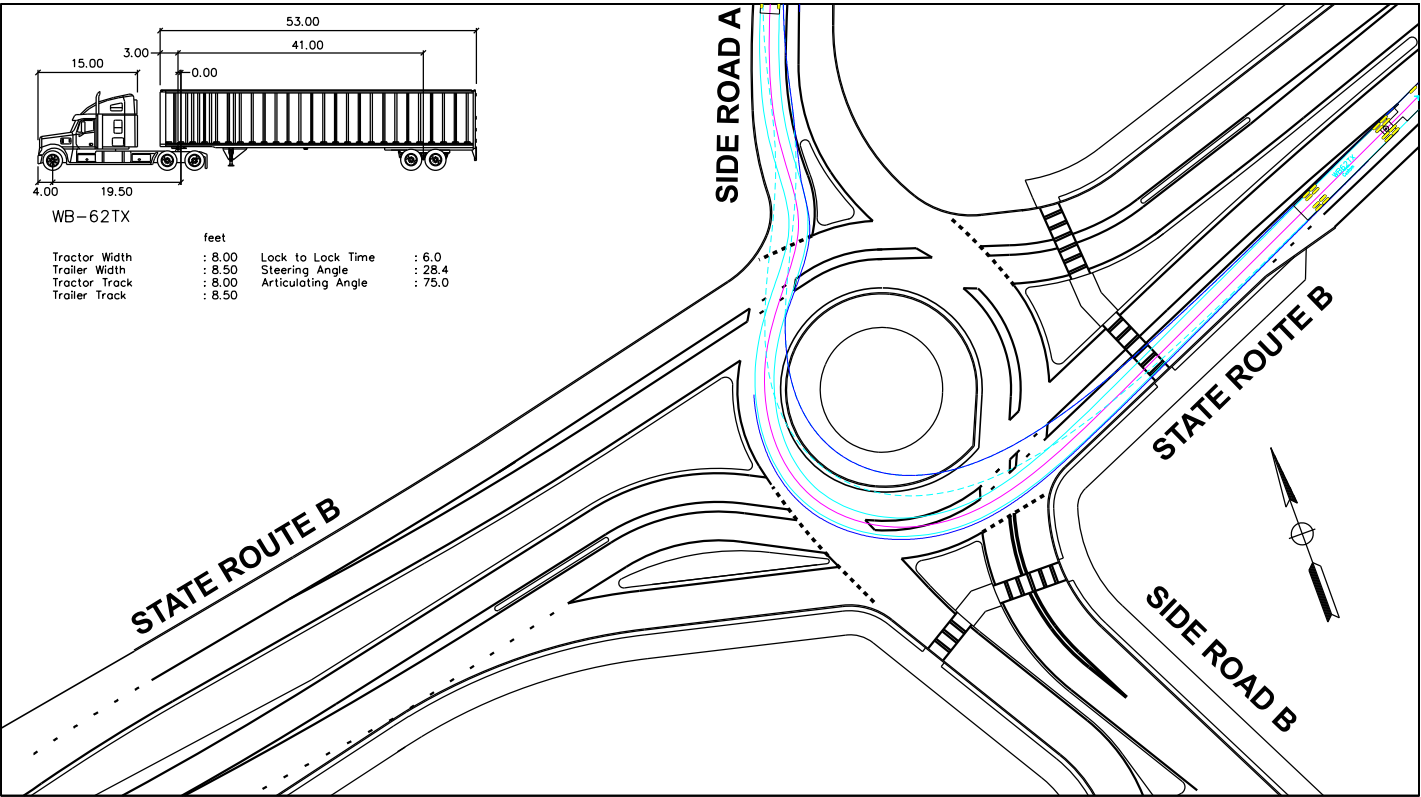 53.00
41.00
3.00
0.00
15.00
4.00
19.50
WB-62TX
feet
Tractor Width : 8.00 Lock to Lock Time : 6.0
Trailer Width : 8.50 Steering Angle : 28.4
Tractor Track : 8.00 Articulating Angle : 75.0
Trailer Track : 8.50
SIDE ROAD A
STATE ROUTE B
STATE ROUTE B
SIDE ROAD B